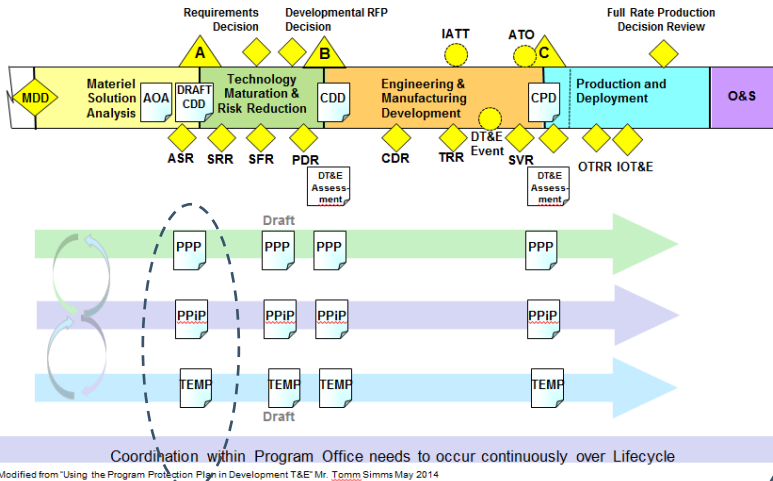 Requirements
Decision
Developmental RFP
Decision
Full Rate Production
Decision Review
IATT
ATO
A
B
C
MDD
Materiel
Solution
Analysis
AOA
DRAFT
CDD
Technology
Maturation &
Risk Reduction
CDD
Engineering &
Manufacturing
Development
CPD
Production and
Deployment
O&S
ASR
SRR
SFR
PDR
CDR
TRR
DT&E
Event
SVR
OTRR
IOT&E
DT&E
Assess-
ment
DT&E
Assess-
ment
Draft
PPP
PPP
PPP
PPP
PPiP
PPiP
PPiP
PPiP
TEMP
TEMP
TEMP
TEMP
Draft
Coordination within Program Office needs to occur continuously over Lifecycle
Modified from "Using the Program Protection Plan in Development T&E" Mr. Tomm Simms May 2014